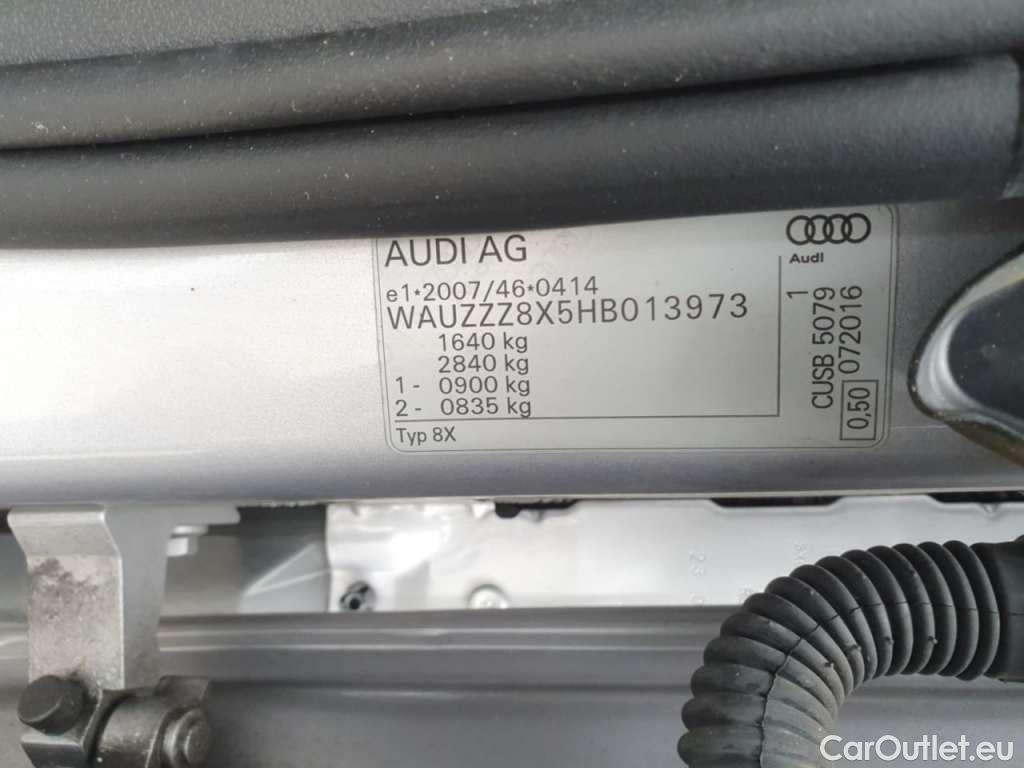 AUDI AG
Audi
e1*2007/46*0414
WAUZZZ8X5HB013973
1640 kg
2840 kg
1 - 0900 kg
2 - 0835 kg
Typ 8X
1
CUSB 5079
072016
0,50
23
CarOutlet.eu